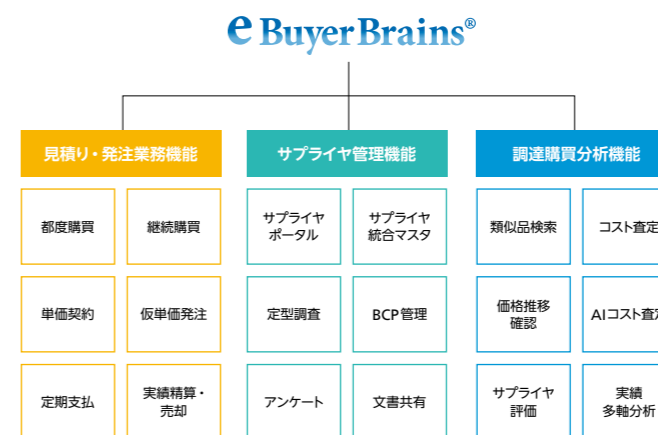 eBuyerBrains®
見積り・発注業務機能
サプライヤ管理機能
調達購買分析機能
都度購買
継続購買
サプライヤ
ポータル
サプライヤ
統合マスタ
類似品検索
コスト査定
単価契約
仮単価発注
定型調査
BCP管理
価格推移
確認
AIコスト査定
定期支払
実績精算・
売却
アンケート
文書共有
サプライヤ
評価
実績
多軸分析